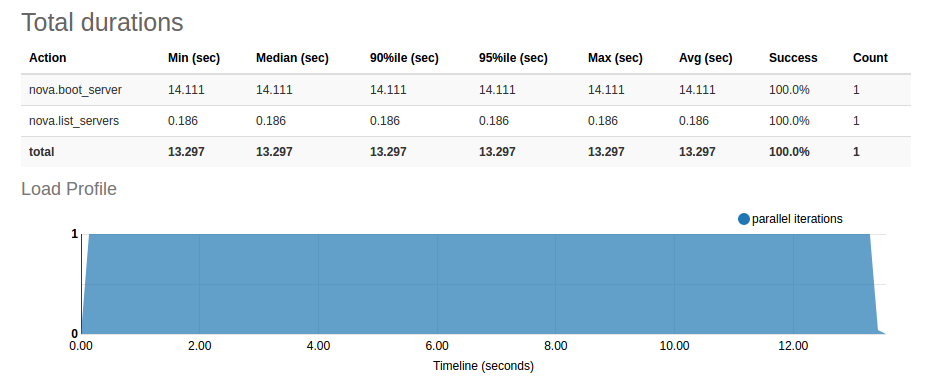 Total durations
Action Min (sec) Median (sec) 90%ile (sec) 95%ile (sec) Max (sec) Avg (sec) Success Count
nova.boot_server 14.111 14.111 14.111 14.111 14.111 14.111 100.0% 1
nova.list_servers 0.186 0.186 0.186 0.186 0.186 0.186 100.0% 1
total 13.297 13.297 13.297 13.297 13.297 13.297 100.0% 1
Load Profile
parallel iterations
1
0
0.00 2.00 4.00 6.00 8.00 10.00 12.00
Timeline (seconds)